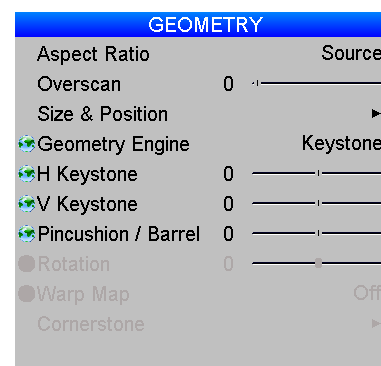 GEOMETRY
Aspect Ratio Source
Overscan 0
Size & Position
Geometry Engine Keystone
H Keystone 0
V Keystone 0
Pincushion / Barrel 0
Rotation 0
Warp Map Off
Cornerstone